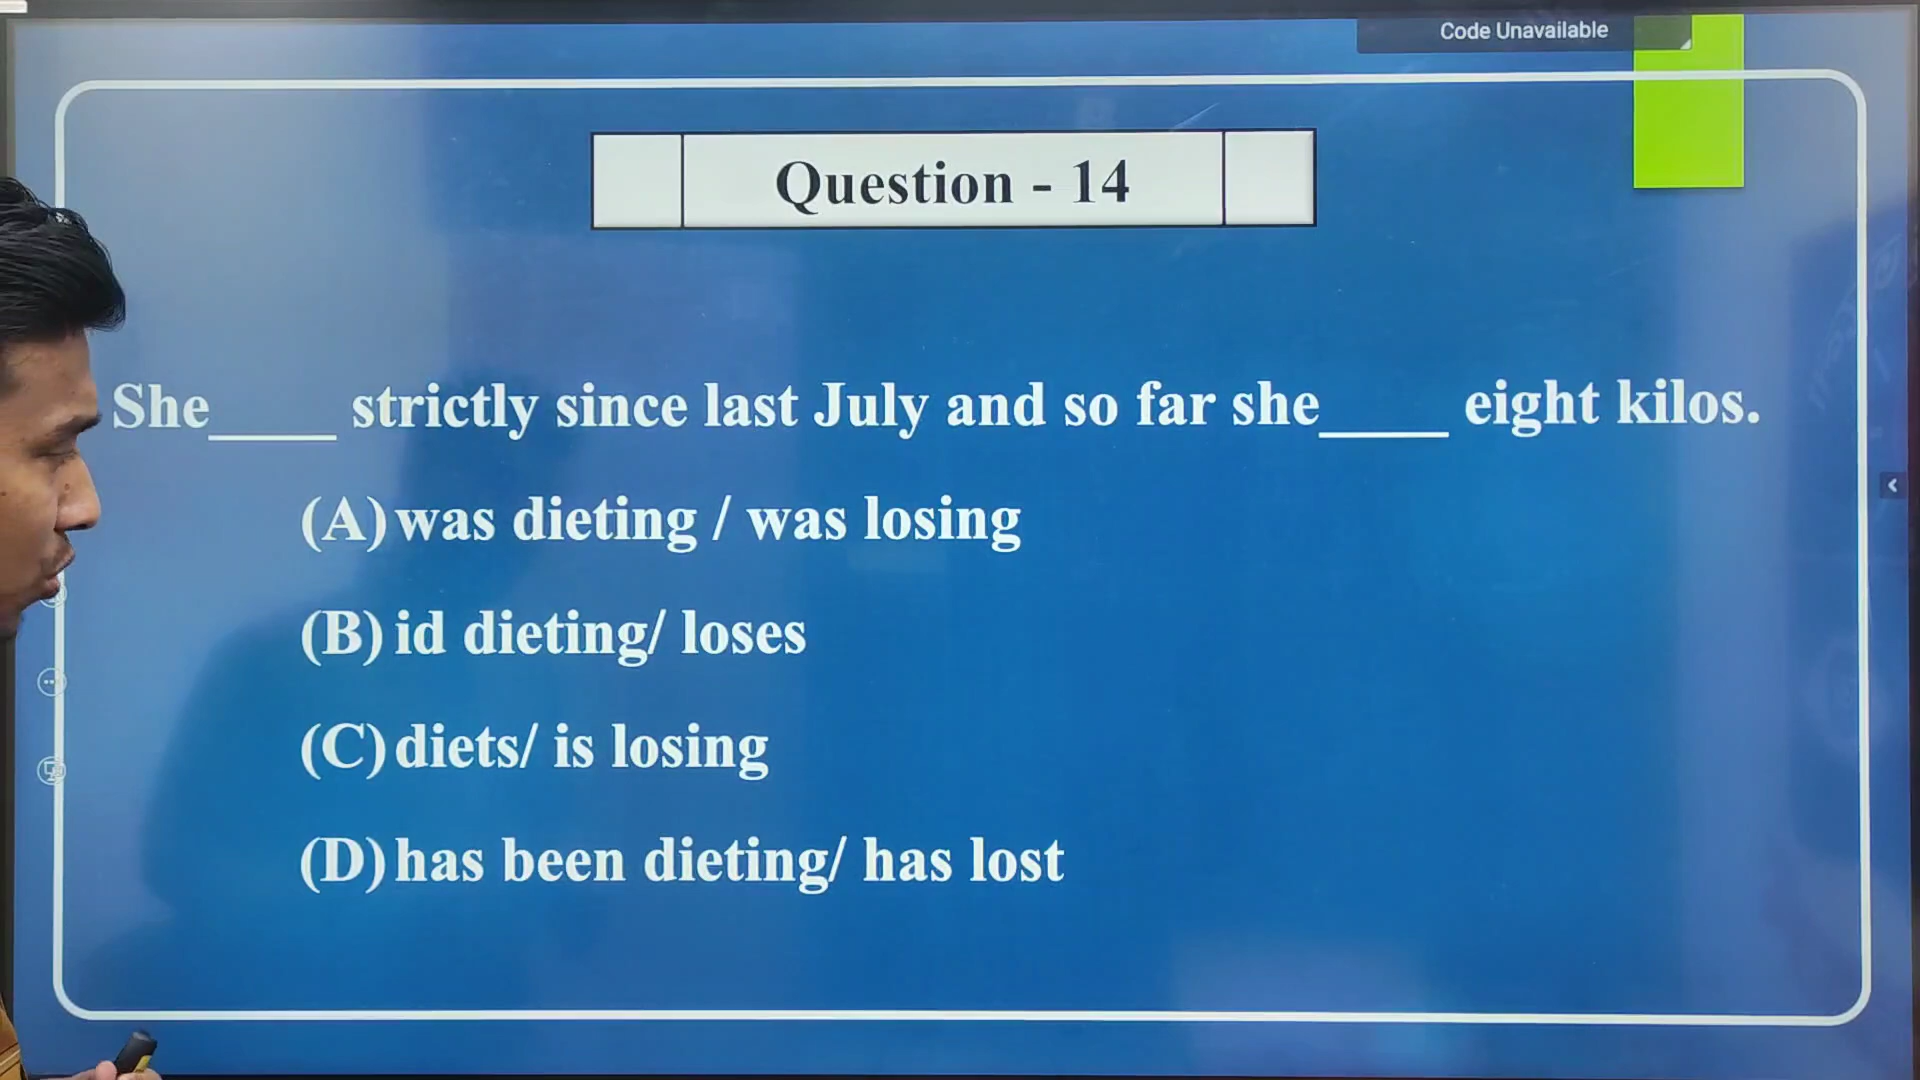 Code Unavailable
Question - 14
She____ strictly since last July and so far she____ eight kilos.
(A) was dieting / was losing
(B) id dieting/ loses
(C) diets/ is losing
(D) has been dieting/ has lost